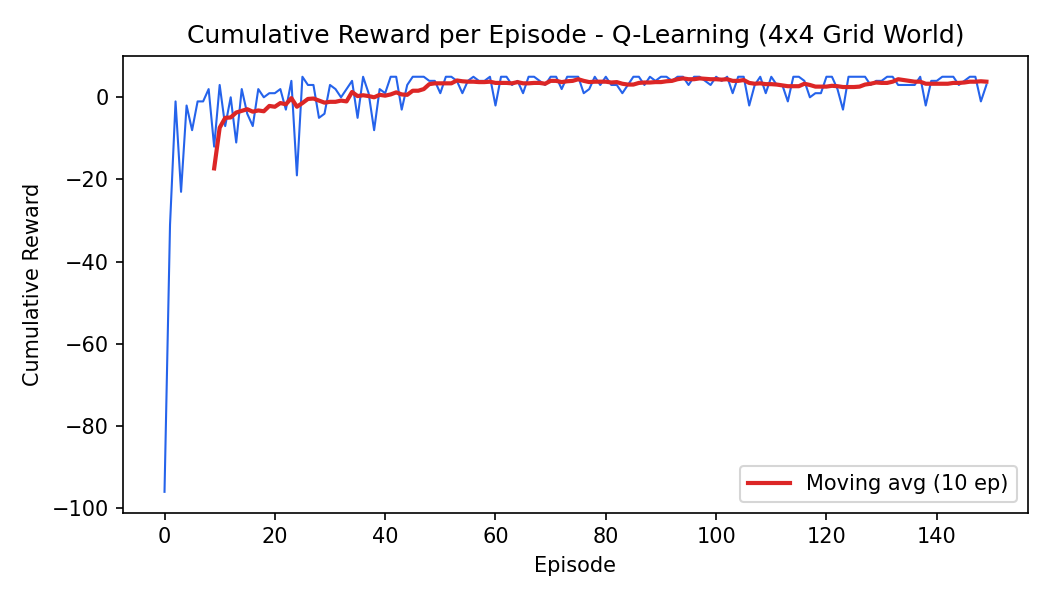 Cumulative Reward per Episode - Q-Learning (4x4 Grid World)
Cumulative Reward
0
−20
−40
−60
−80
−100
Moving avg (10 ep)
0 20 40 60 80 100 120 140
Episode